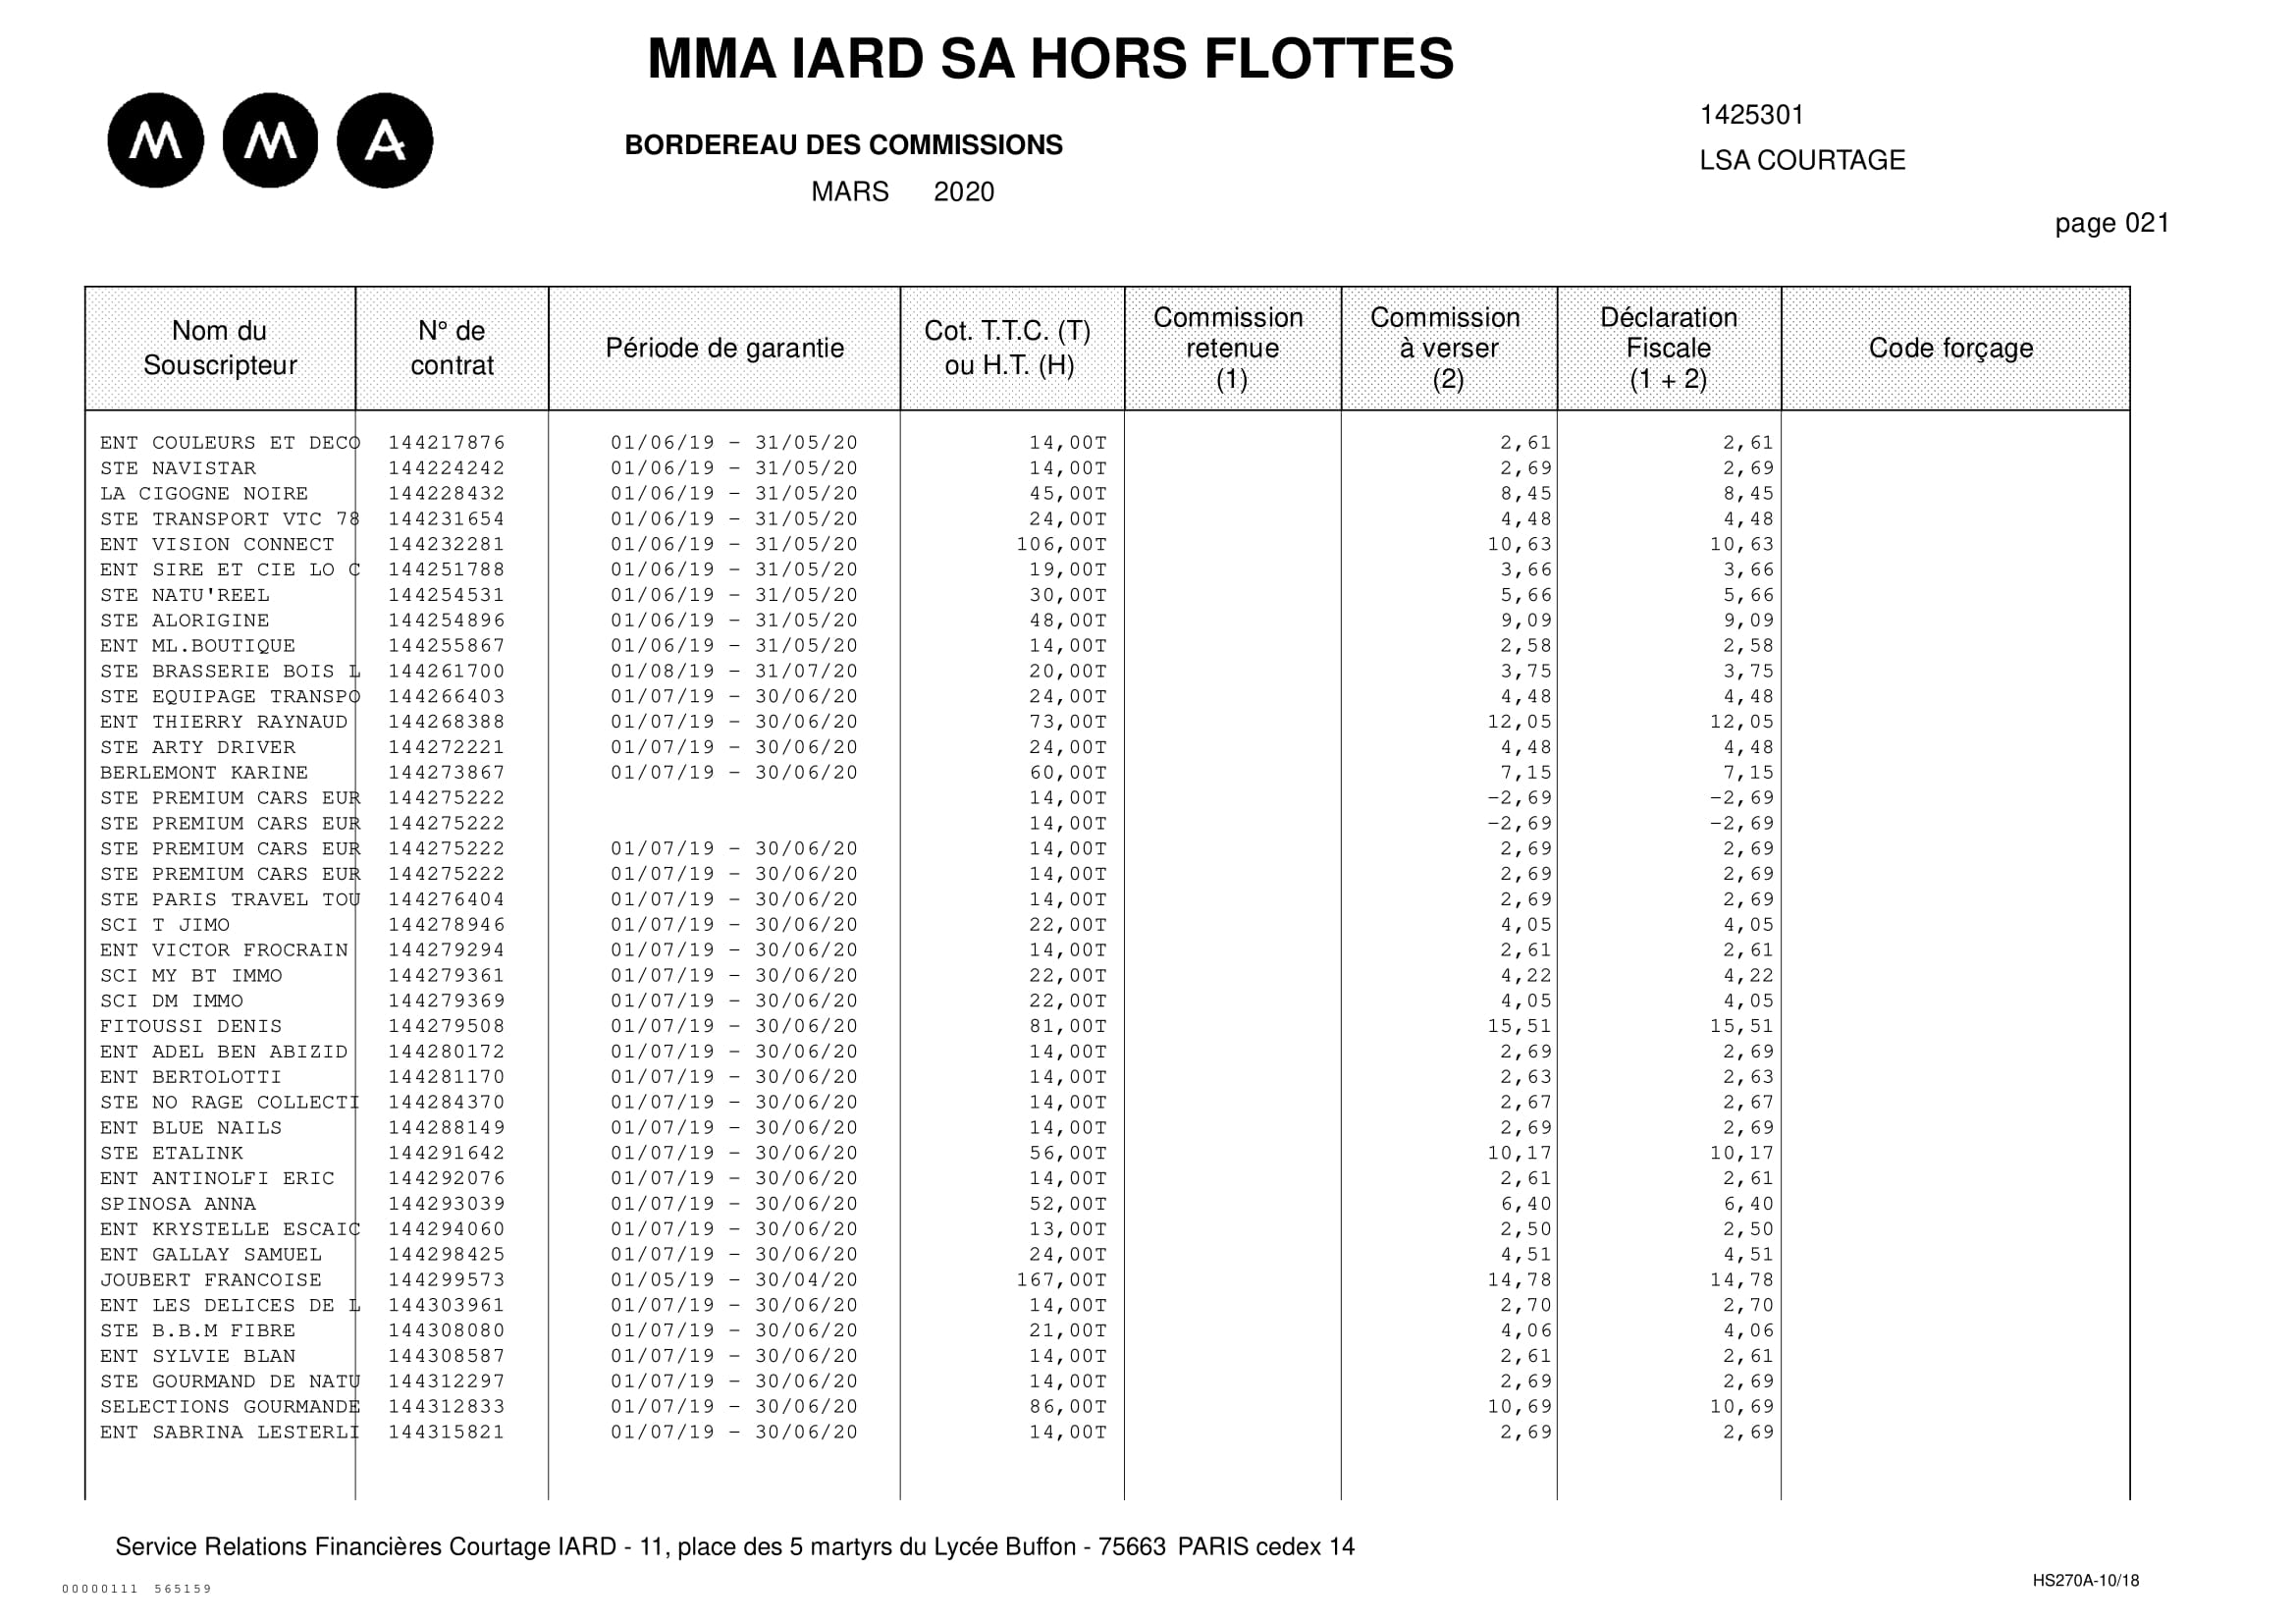 MMA IARD SA HORS FLOTTES
M M A
BORDEREAU DES COMMISSIONS
MARS 2020
1425301
LSA COURTAGE
page 021
Nom du Souscripteur N° de contrat Période de garantie Cot. T.T.C. (T) ou H.T. (H) Commission retenue (1) Commission à verser (2) Déclaration Fiscale (1 + 2) Code forçage
ENT COULEURS ET DECO 144217876 01/06/19 - 31/05/20 14,00T 2,61 2,61
STE NAVISTAR 144224242 01/06/19 - 31/05/20 14,00T 2,69 2,69
LA CIGOGNE NOIRE 144228432 01/06/19 - 31/05/20 45,00T 8,45 8,45
STE TRANSPORT VTC 78 144231654 01/06/19 - 31/05/20 24,00T 4,48 4,48
ENT VISION CONNECT 144232281 01/06/19 - 31/05/20 106,00T 10,63 10,63
ENT SIRE ET CIE LO C 144251788 01/06/19 - 31/05/20 19,00T 3,66 3,66
STE NATU'REEL 144254531 01/06/19 - 31/05/20 30,00T 5,66 5,66
STE ALORIGINE 144254896 01/06/19 - 31/05/20 48,00T 9,09 9,09
ENT ML.BOUTIQUE 144255867 01/06/19 - 31/05/20 14,00T 2,58 2,58
STE BRASSERIE BOIS L 144261700 01/08/19 - 31/07/20 20,00T 3,75 3,75
STE EQUIPAGE TRANSPO 144266403 01/07/19 - 30/06/20 24,00T 4,48 4,48
ENT THIERRY RAYNAUD 144268388 01/07/19 - 30/06/20 73,00T 12,05 12,05
STE ARTY DRIVER 144272221 01/07/19 - 30/06/20 24,00T 4,48 4,48
BERLEMONT KARINE 144273867 01/07/19 - 30/06/20 60,00T 7,15 7,15
STE PREMIUM CARS EUR 144275222 14,00T -2,69 -2,69
STE PREMIUM CARS EUR 144275222 14,00T -2,69 -2,69
STE PREMIUM CARS EUR 144275222 01/07/19 - 30/06/20 14,00T 2,69 2,69
STE PREMIUM CARS EUR 144275222 01/07/19 - 30/06/20 14,00T 2,69 2,69
STE PARIS TRAVEL TOU 144276404 01/07/19 - 30/06/20 14,00T 2,69 2,69
SCI T JIMO 144278946 01/07/19 - 30/06/20 22,00T 4,05 4,05
ENT VICTOR FROCRAIN 144279294 01/07/19 - 30/06/20 14,00T 2,61 2,61
SCI MY BT IMMO 144279361 01/07/19 - 30/06/20 22,00T 4,22 4,22
SCI DM IMMO 144279369 01/07/19 - 30/06/20 22,00T 4,05 4,05
FITOUSSI DENIS 144279508 01/07/19 - 30/06/20 81,00T 15,51 15,51
ENT ADEL BEN ABIZID 144280172 01/07/19 - 30/06/20 14,00T 2,69 2,69
ENT BERTOLOTTI 144281170 01/07/19 - 30/06/20 14,00T 2,63 2,63
STE NO RAGE COLLECTI 144284370 01/07/19 - 30/06/20 14,00T 2,67 2,67
ENT BLUE NAILS 144288149 01/07/19 - 30/06/20 14,00T 2,69 2,69
STE ETALINK 144291642 01/07/19 - 30/06/20 56,00T 10,17 10,17
ENT ANTINOLFI ERIC 144292076 01/07/19 - 30/06/20 14,00T 2,61 2,61
SPINOSA ANNA 144293039 01/07/19 - 30/06/20 52,00T 6,40 6,40
ENT KRYSTELLE ESCAIC 144294060 01/07/19 - 30/06/20 13,00T 2,50 2,50
ENT GALLAY SAMUEL 144298425 01/07/19 - 30/06/20 24,00T 4,51 4,51
JOUBERT FRANCOISE 144299573 01/05/19 - 30/04/20 167,00T 14,78 14,78
ENT LES DELICES DE L 144303961 01/07/19 - 30/06/20 14,00T 2,70 2,70
STE B.B.M FIBRE 144308080 01/07/19 - 30/06/20 21,00T 4,06 4,06
ENT SYLVIE BLAN 144308587 01/07/19 - 30/06/20 14,00T 2,61 2,61
STE GOURMAND DE NATU 144312297 01/07/19 - 30/06/20 14,00T 2,69 2,69
SELECTIONS GOURMANDE 144312833 01/07/19 - 30/06/20 86,00T 10,69 10,69
ENT SABRINA LESTERLI 144315821 01/07/19 - 30/06/20 14,00T 2,69 2,69
Service Relations Financières Courtage IARD - 11, place des 5 martyrs du Lycée Buffon - 75663 PARIS cedex 14
00000111 565159
HS270A-10/18